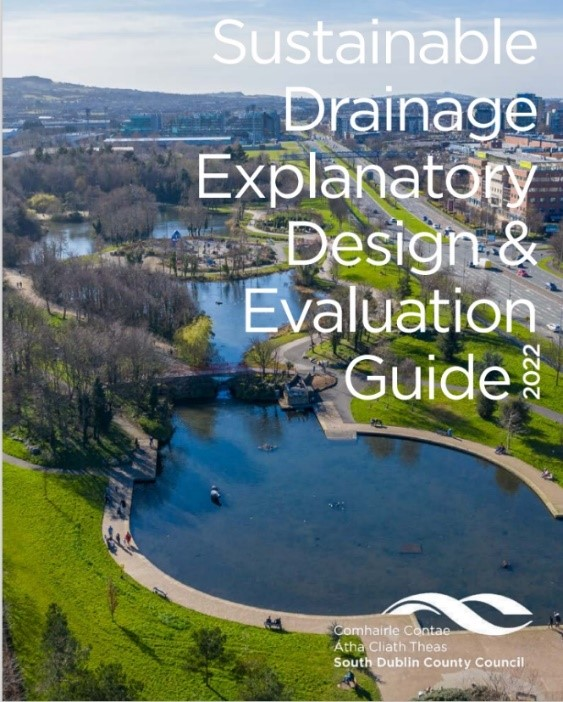 Sustainable
Drainage
Explanatory
Design &
Evaluation
Guide 2022
Comhairle Contae
Átha Cliath Theas
South Dublin County Council